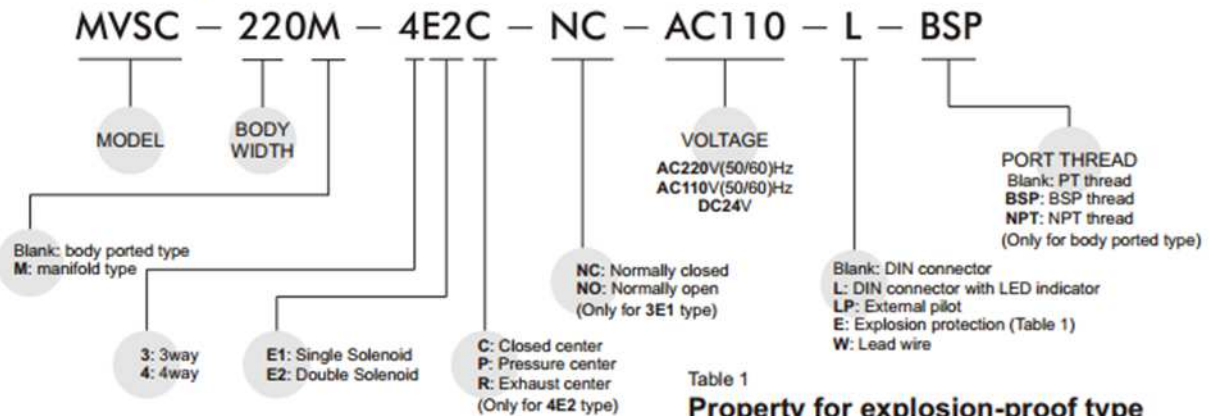 MVSC – 220M – 4E2C – NC – AC110 – L – BSP
MODEL
BODY
WIDTH
VOLTAGE
AC220V(50/60)Hz
AC110V(50/60)Hz
DC24V
PORT THREAD
Blank: PT thread
BSP: BSP thread
NPT: NPT thread
(Only for body ported type)
Blank: body ported type
M: manifold type
3: 3way
4: 4way
E1: Single Solenoid
E2: Double Solenoid
C: Closed center
P: Pressure center
R: Exhaust center
(Only for 4E2 type)
NC: Normally closed
NO: Normally open
(Only for 3E1 type)
Blank: DIN connector
L: DIN connector with LED indicator
LP: External pilot
E: Explosion protection (Table 1)
W: Lead wire
Table 1
Property for explosion-proof type